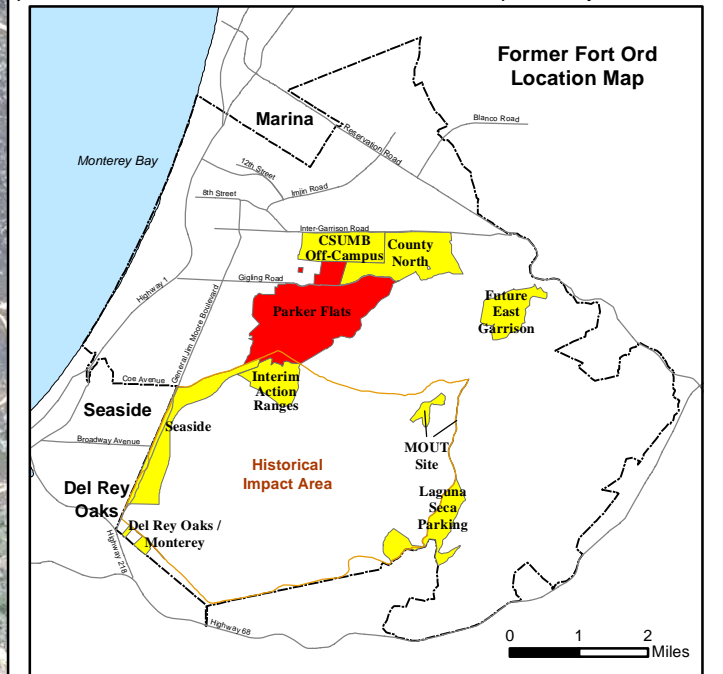 Former Fort Ord
Location Map
Marina
Blanco Road
Reservation Road
Monterey Bay
12th Street
Imjin Road
8th Street
Inter-Garrison Road
CSUMB
Off-Campus
County
North
Gigling Road
Highway 1
General Jim Moore Boulevard
Parker Flats
Future
East
Garrison
Coe Avenue
Interim
Action
Ranges
Seaside
Seaside
Broadway Avenue
MOUT
Site
Historical
Impact Area
Del Rey
Oaks
Laguna
Seca
Parking
Del Rey Oaks /
Monterey
Highway 218
Highway 68
0 1 2
Miles